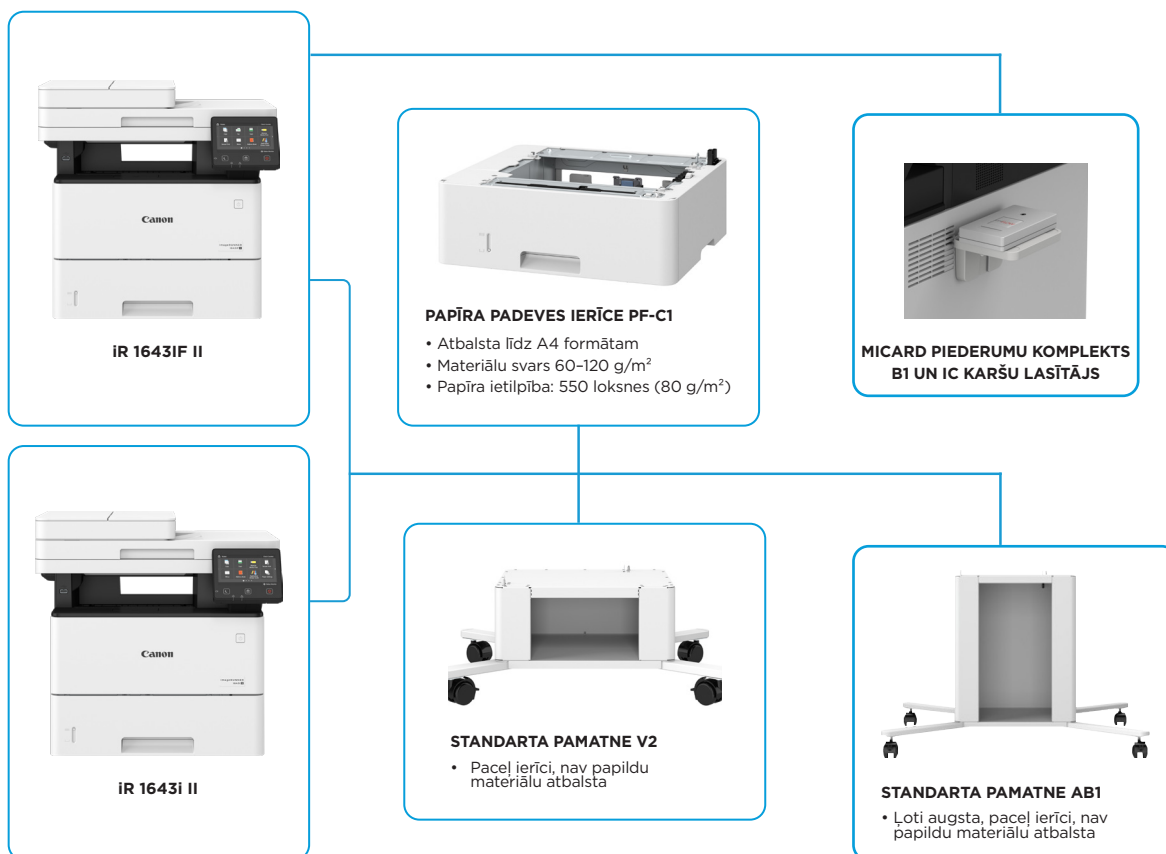 Canon
iR 1643IF II
PAPĪRA PADEVES IERĪCE PF-C1
• Atbalsta līdz A4 formātam
• Materiālu svars 60–120 g/m²
• Papīra ietilpība: 550 loksnes (80 g/m²)
MICARD PIEDERUMU KOMPLEKTS
B1 UN IC KARŠU LASĪTĀJS
Canon
iR 1643i II
STANDARTA PAMATNE V2
• Paceļ ierīci, nav papildu
materiālu atbalsta
STANDARTA PAMATNE AB1
• Ļoti augsta, paceļ ierīci, nav
papildu materiālu atbalsta